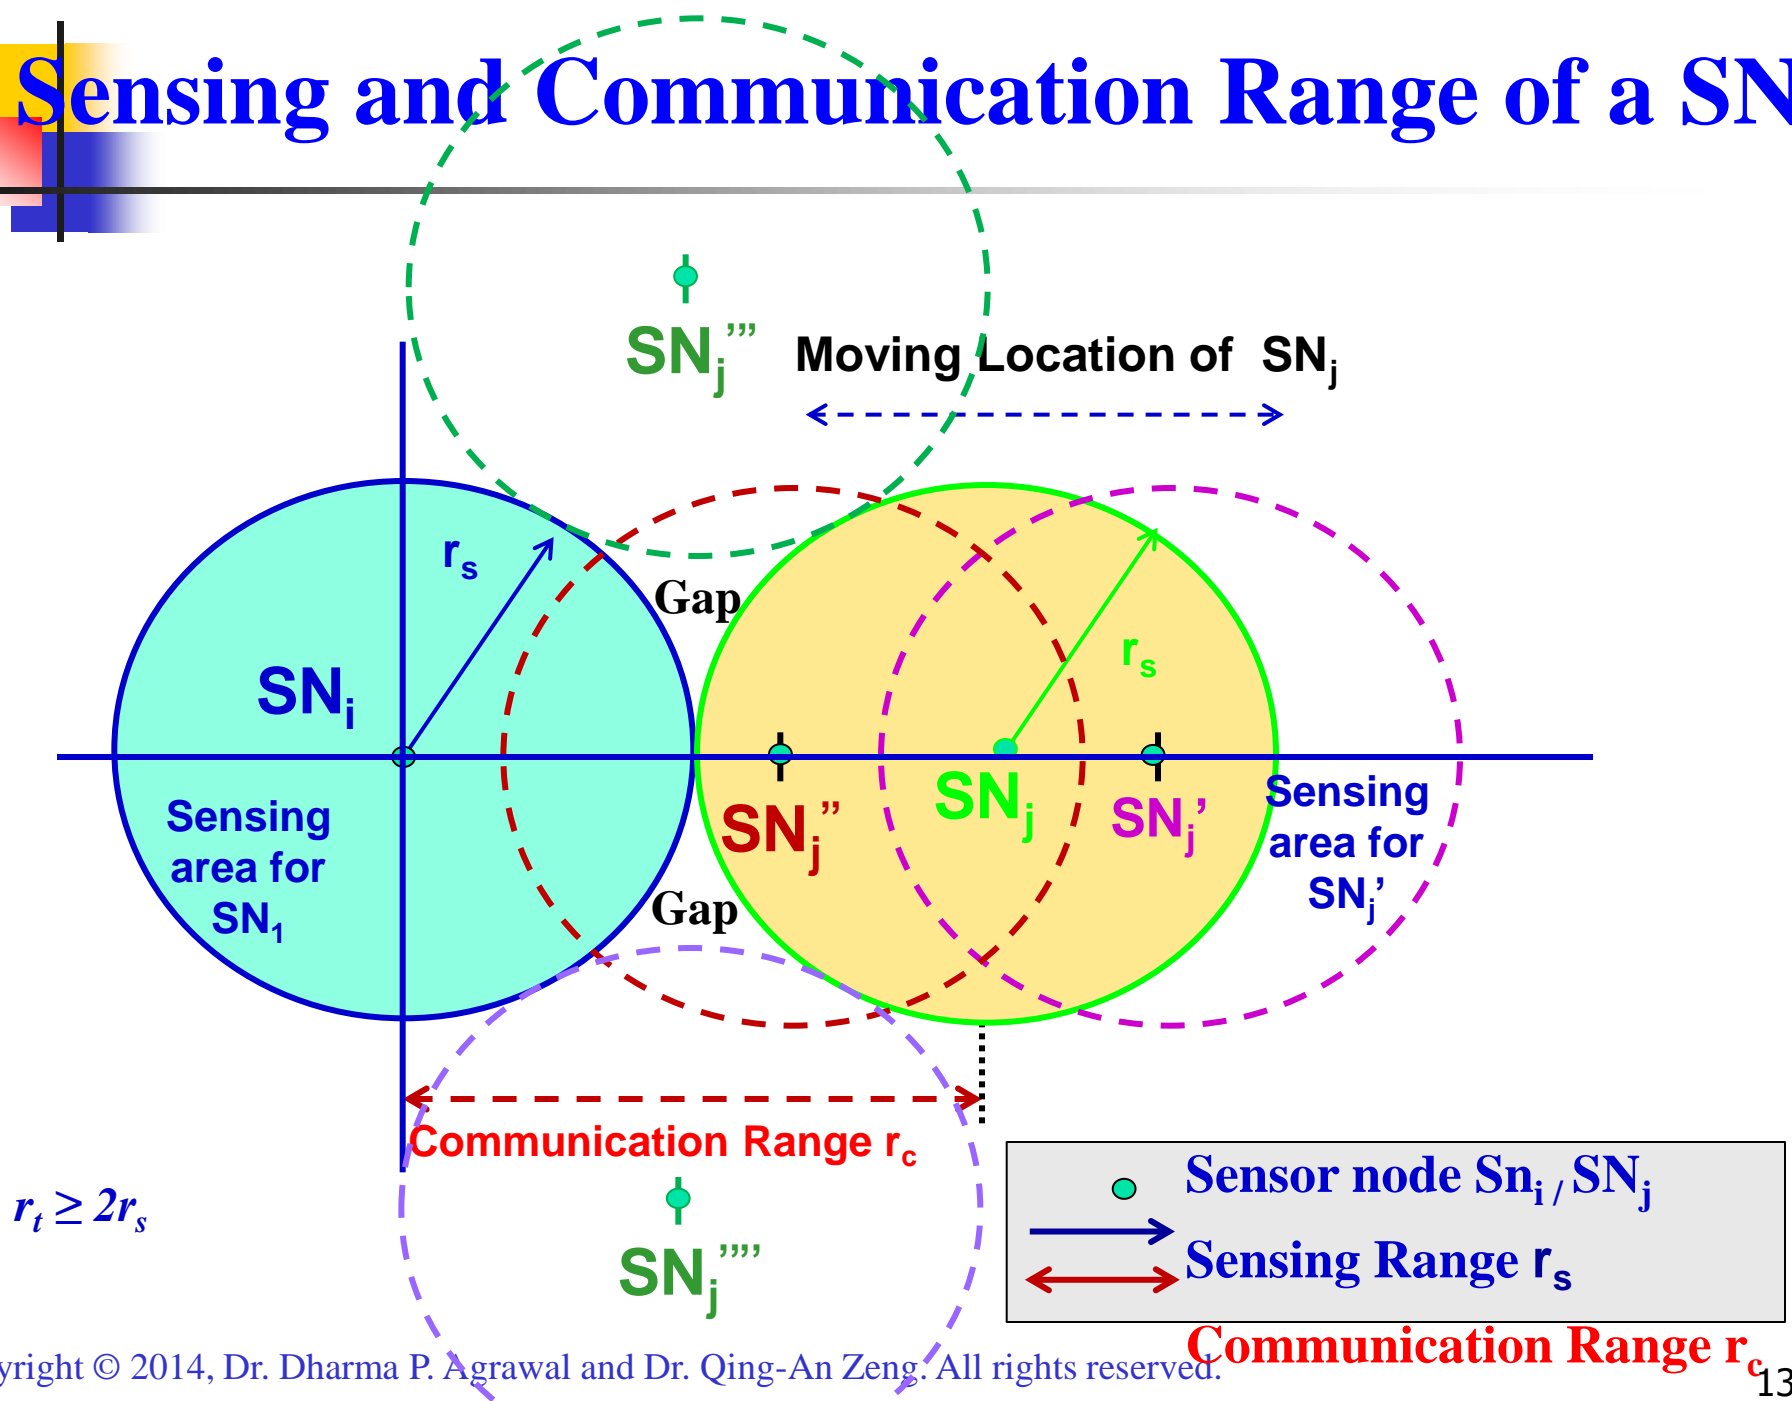 Sensing and Communication Range of a SN
SNj’’’
Moving Location of SNj
rs
Gap
rs
SNi
SNj’’
SNj
SNj’
Sensing
area for
SN1
Sensing
area for
SNj’
Gap
Communication Range rc
rt ≥ 2rs
SNj’’’’
Sensor node Sni / SNj
Sensing Range rs
Communication Range rc
yright © 2014, Dr. Dharma P. Agrawal and Dr. Qing-An Zeng. All rights reserved.
13